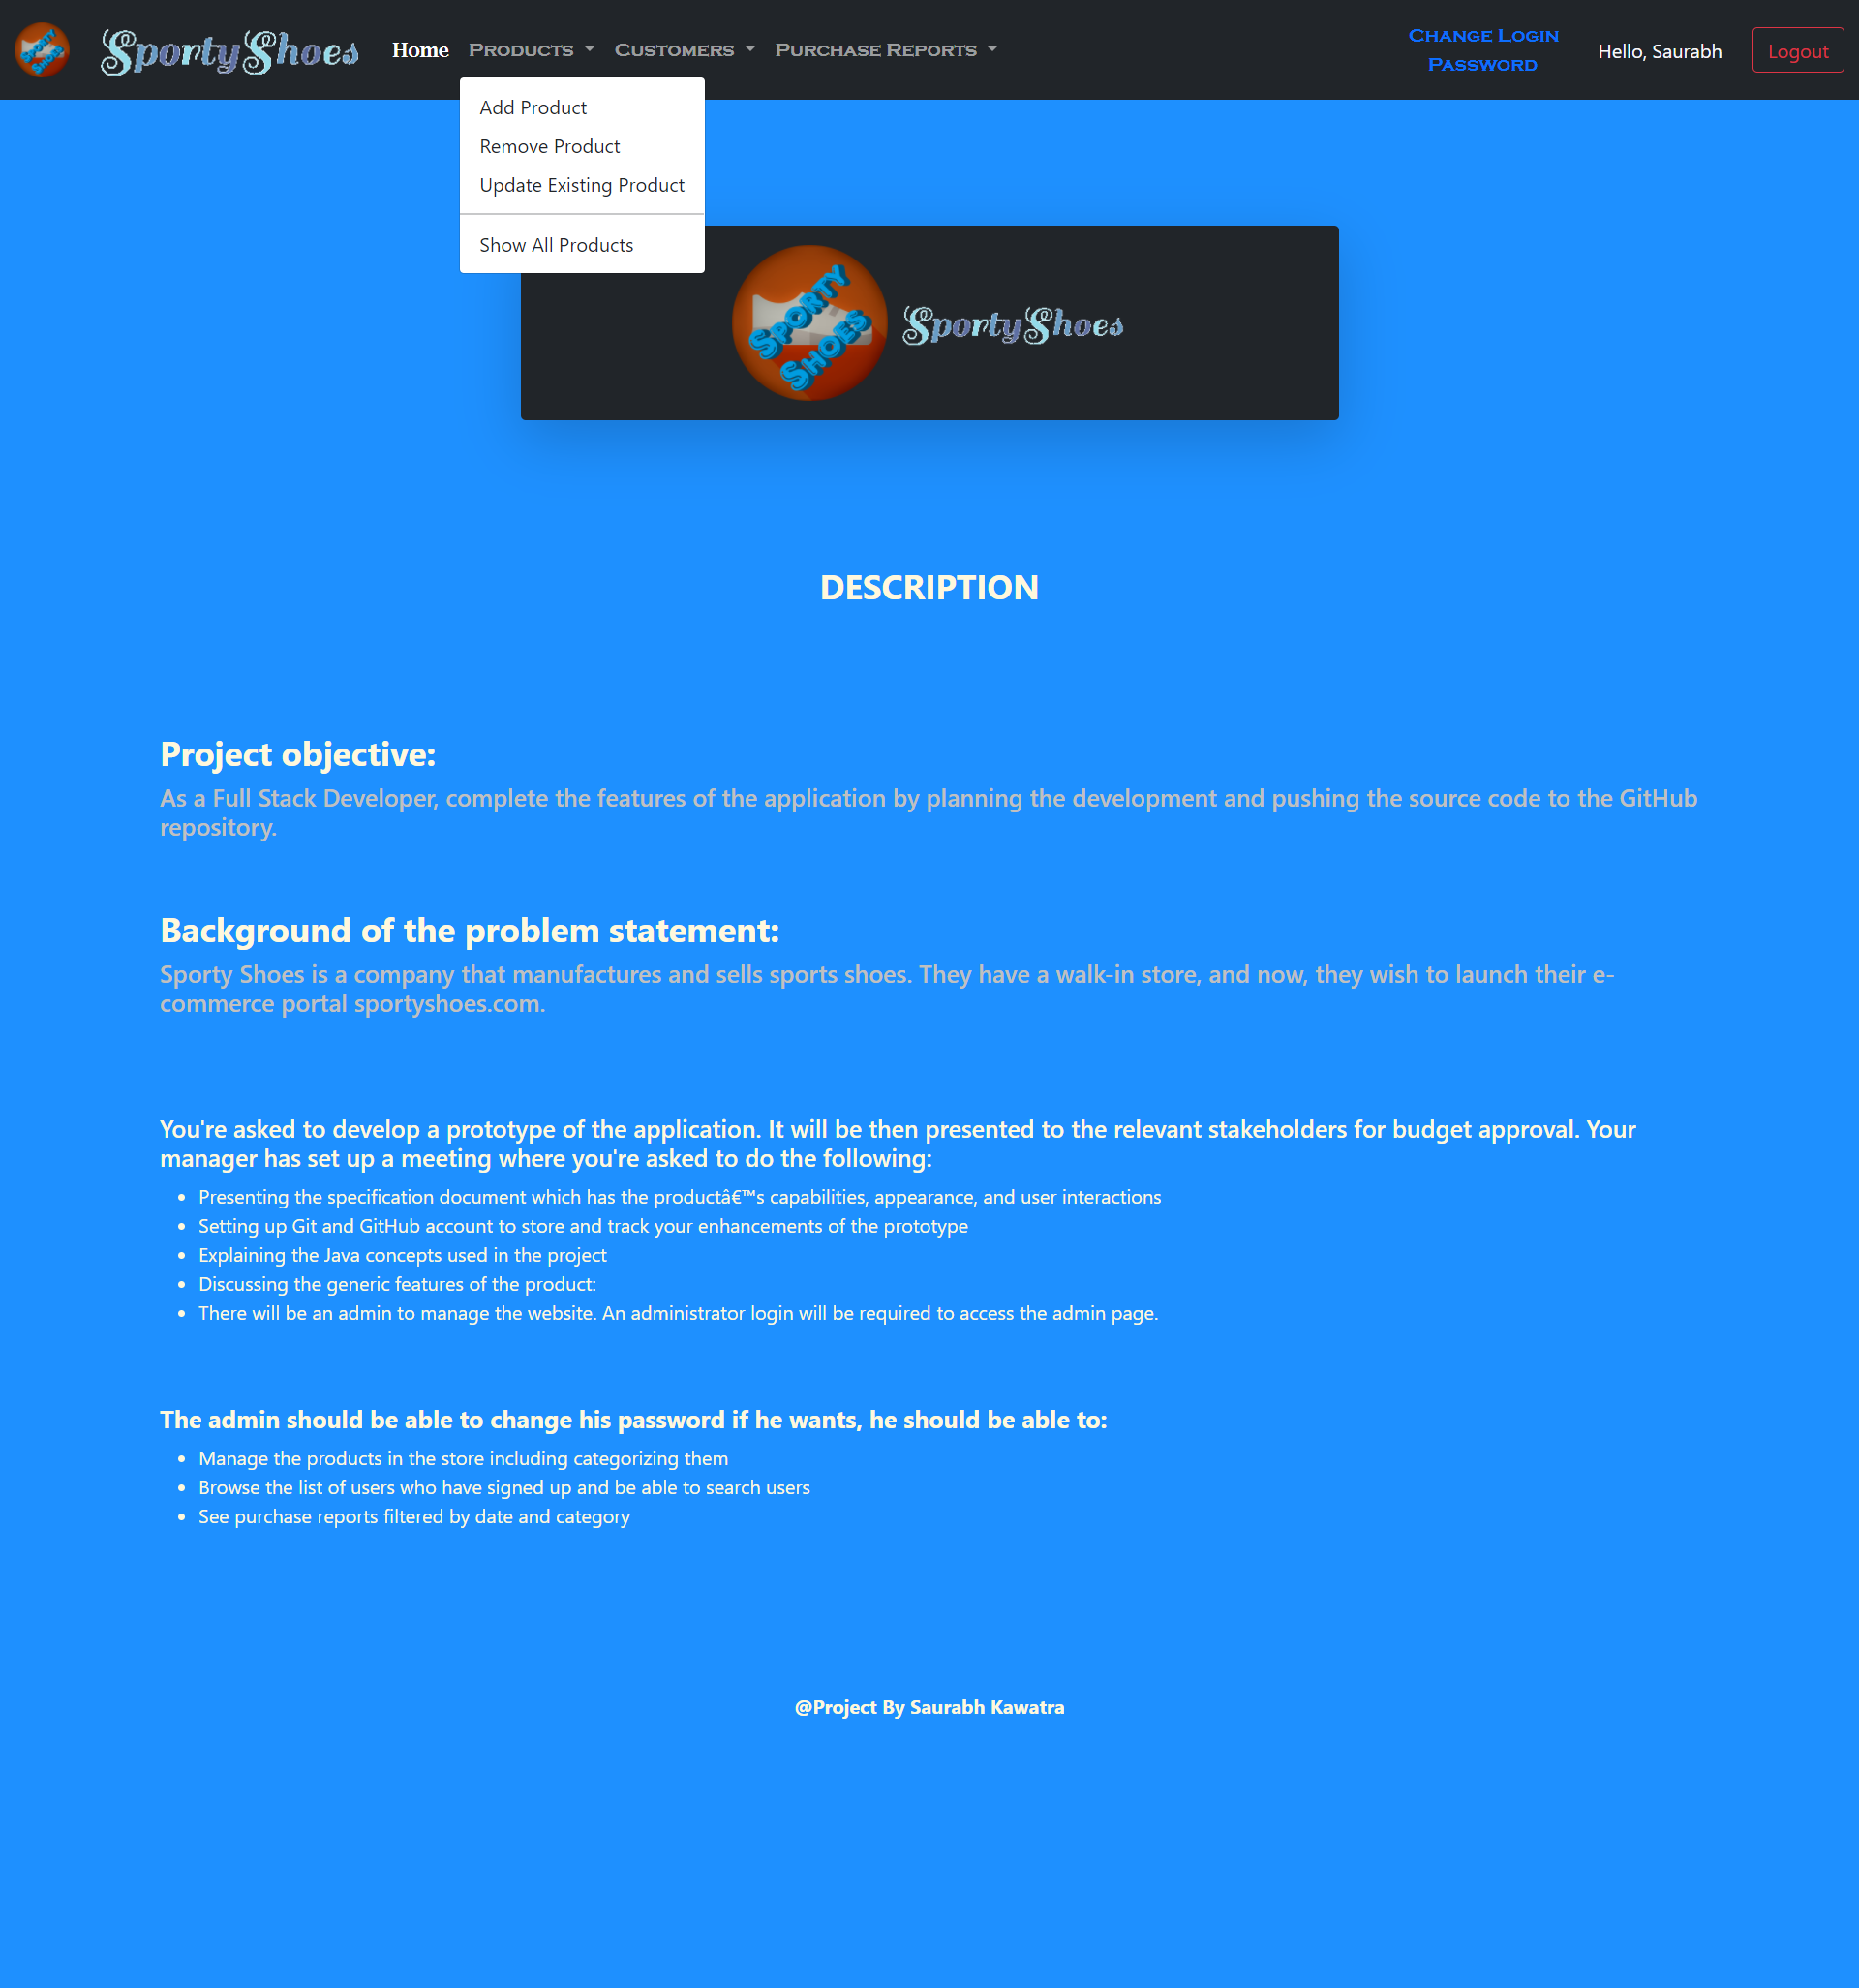 SPORTY SHOES SportyShoes Home Products Customers Purchase Reports Change Login Password Hello, Saurabh Logout
Add Product
Remove Product
Update Existing Product
Show All Products
SPORTY SHOES SportyShoes
DESCRIPTION
Project objective:
As a Full Stack Developer, complete the features of the application by planning the development and pushing the source code to the GitHub
repository.
Background of the problem statement:
Sporty Shoes is a company that manufactures and sells sports shoes. They have a walk-in store, and now, they wish to launch their e-
commerce portal sportyshoes.com.
You're asked to develop a prototype of the application. It will be then presented to the relevant stakeholders for budget approval. Your
manager has set up a meeting where you're asked to do the following:
• Presenting the specification document which has the productâ€™s capabilities, appearance, and user interactions
• Setting up Git and GitHub account to store and track your enhancements of the prototype
• Explaining the Java concepts used in the project
• Discussing the generic features of the product:
• There will be an admin to manage the website. An administrator login will be required to access the admin page.
The admin should be able to change his password if he wants, he should be able to:
• Manage the products in the store including categorizing them
• Browse the list of users who have signed up and be able to search users
• See purchase reports filtered by date and category
@Project By Saurabh Kawatra